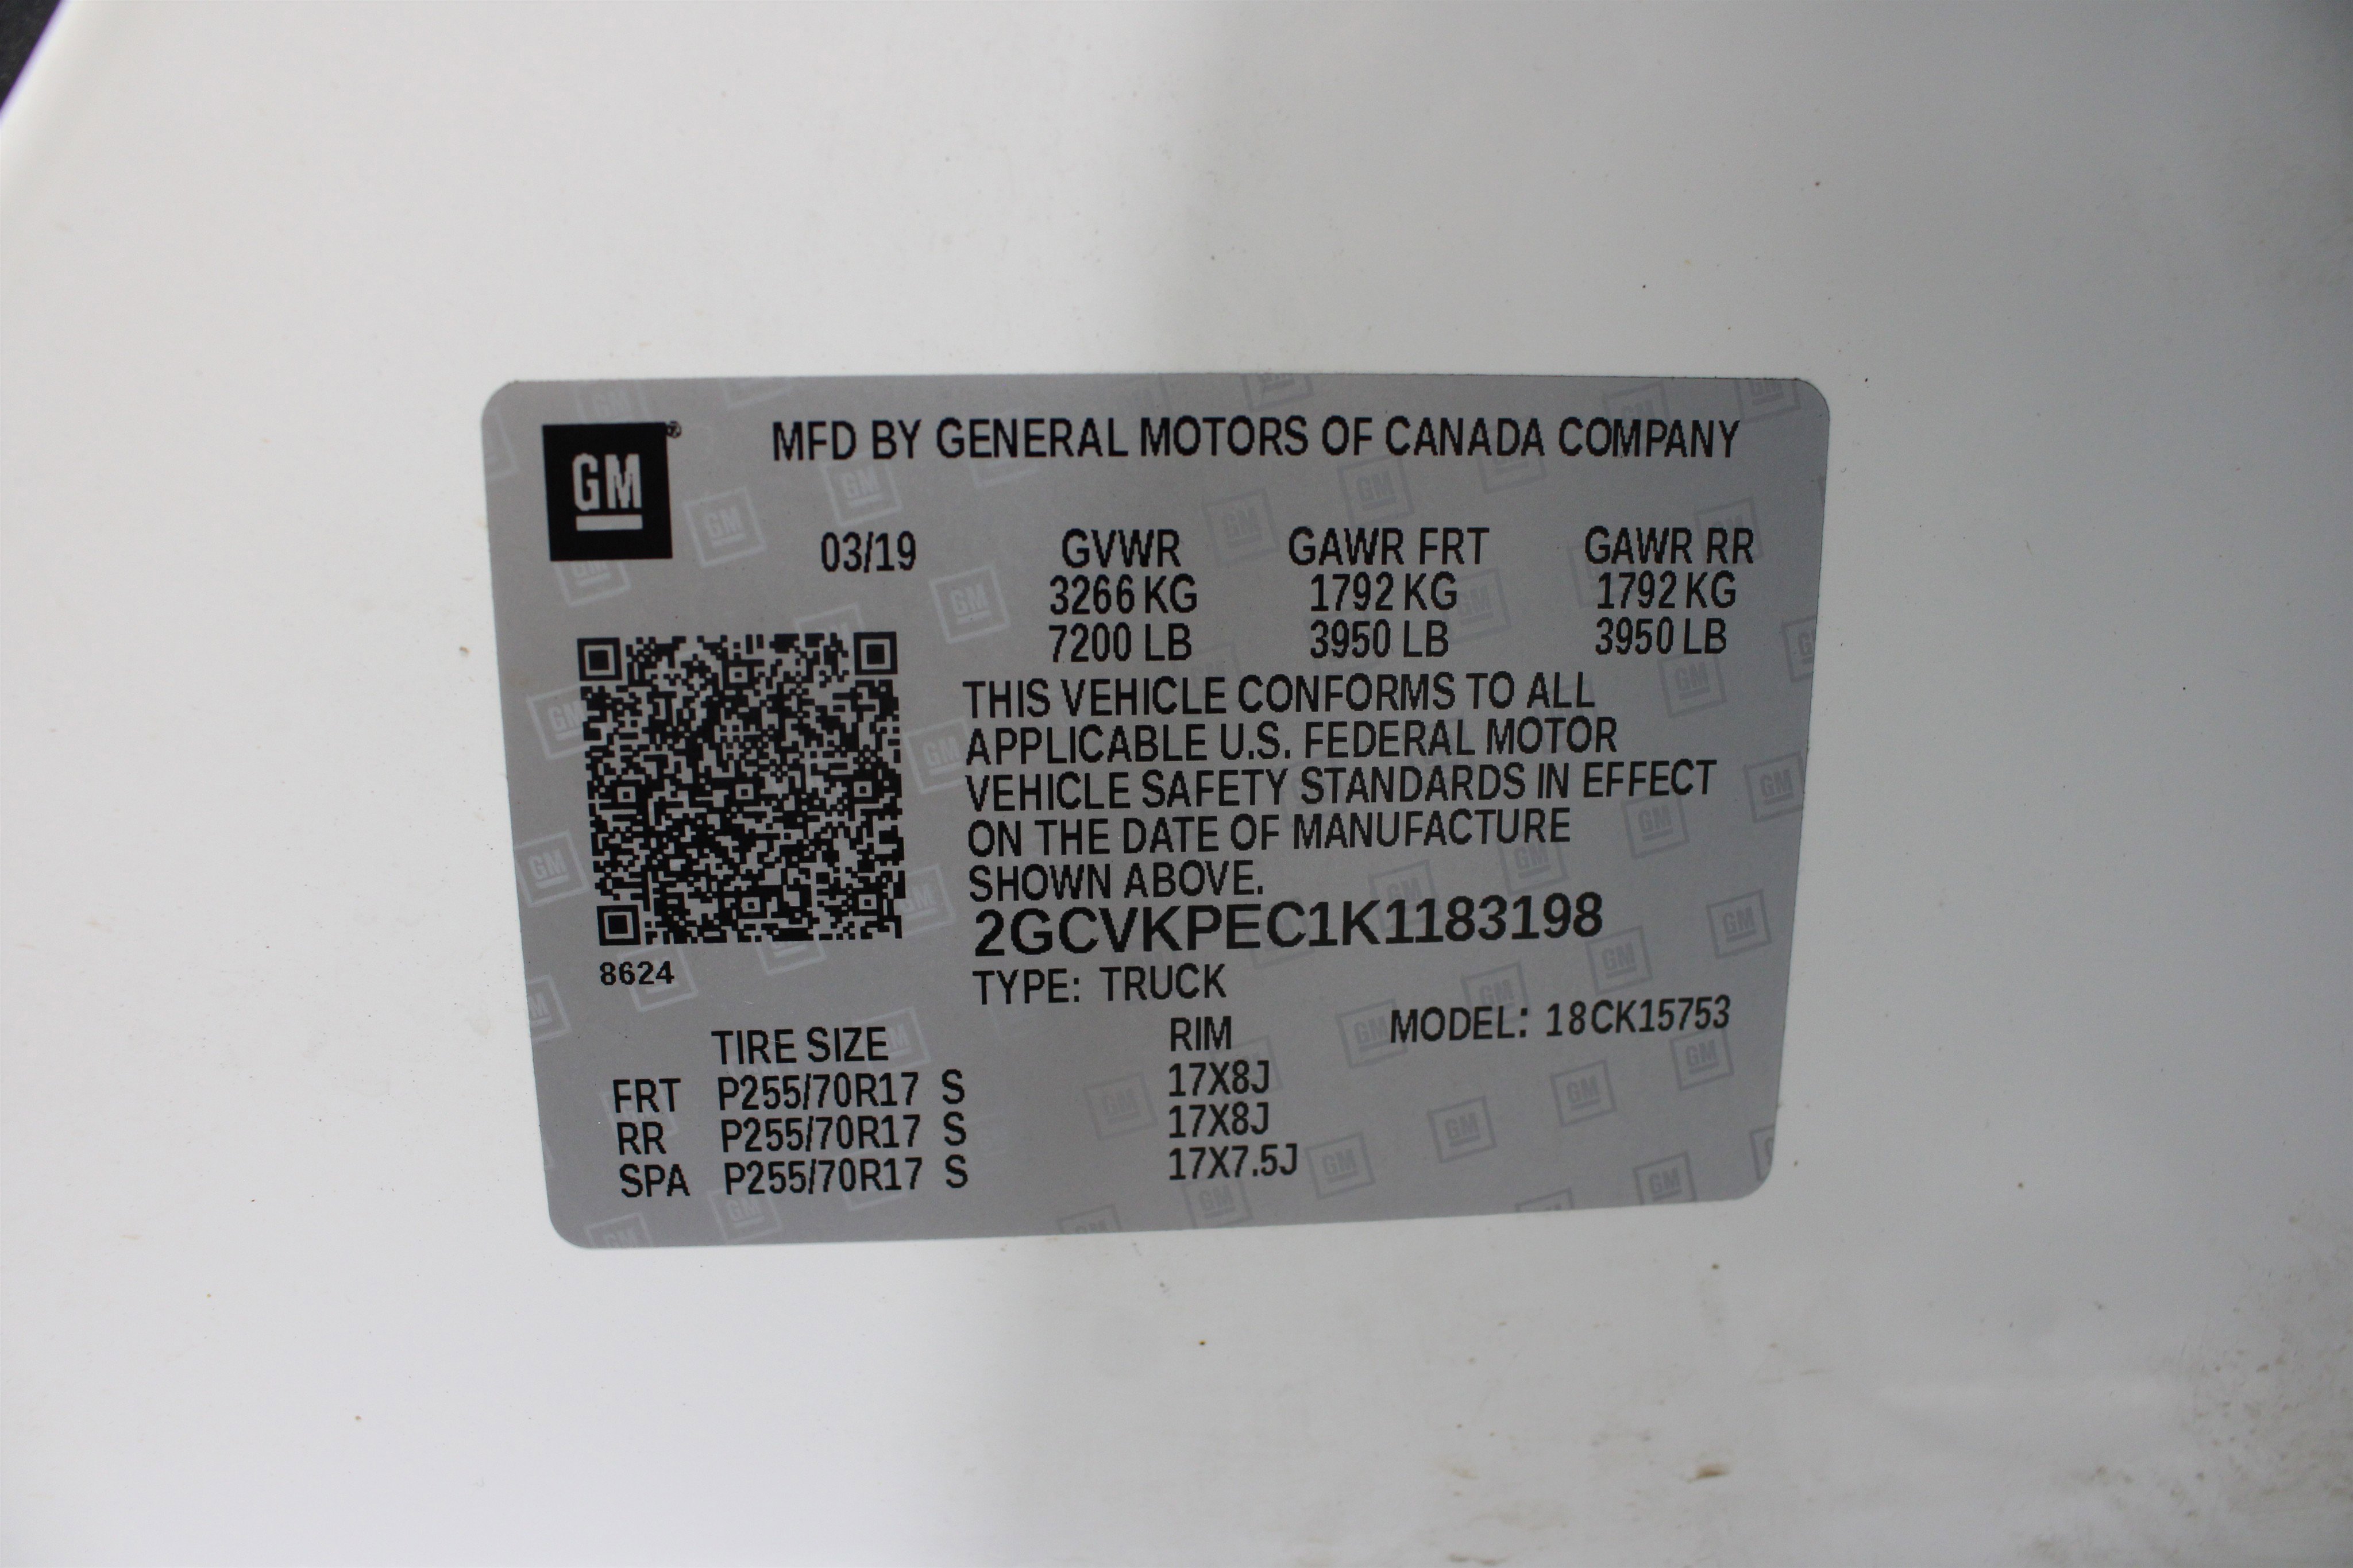 GM®
MFD BY GENERAL MOTORS OF CANADA COMPANY
03/19 GVWR GAWR FRT GAWR RR
3266 KG 1792 KG 1792 KG
7200 LB 3950 LB 3950 LB
THIS VEHICLE CONFORMS TO ALL
APPLICABLE U.S. FEDERAL MOTOR
VEHICLE SAFETY STANDARDS IN EFFECT
ON THE DATE OF MANUFACTURE
SHOWN ABOVE.
2GCVKPEC1K1183198
8624
TYPE: TRUCK
MODEL: 18CK15753
TIRE SIZE RIM
FRT P255/70R17 S 17X8J
RR P255/70R17 S 17X8J
SPA P255/70R17 S 17X7.5J